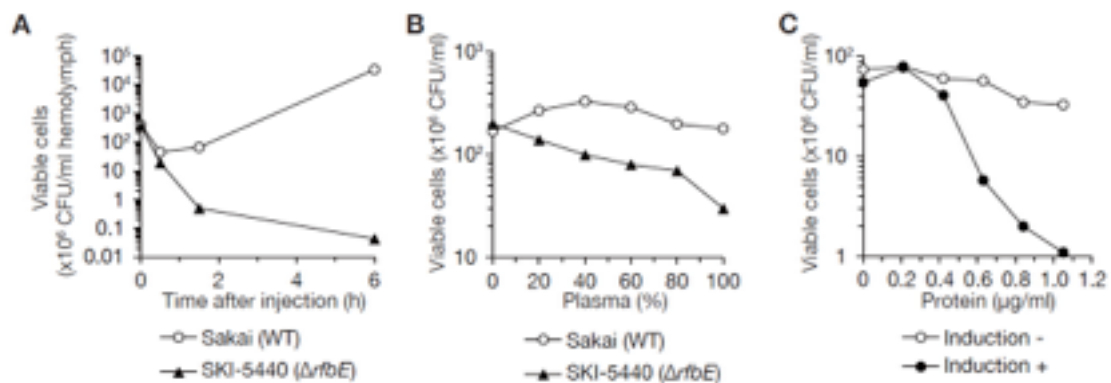 A
Viable cells
(x10⁶ CFU/ml hemolymph)
10⁵
10⁴
10³
10²
10
1
0.1
0.01
0 2 4 6
Time after injection (h)
Sakai (WT)
SKI-5440 (ΔrfbE)
B
Viable cells (x10⁶ CFU/ml)
10³
10²
10
0 20 40 60 80 100
Plasma (%)
Sakai (WT)
SKI-5440 (ΔrfbE)
C
Viable cells (x10⁶ CFU/ml)
10²
10
1
0 0.2 0.4 0.6 0.8 1.0 1.2
Protein (μg/ml)
Induction -
Induction +